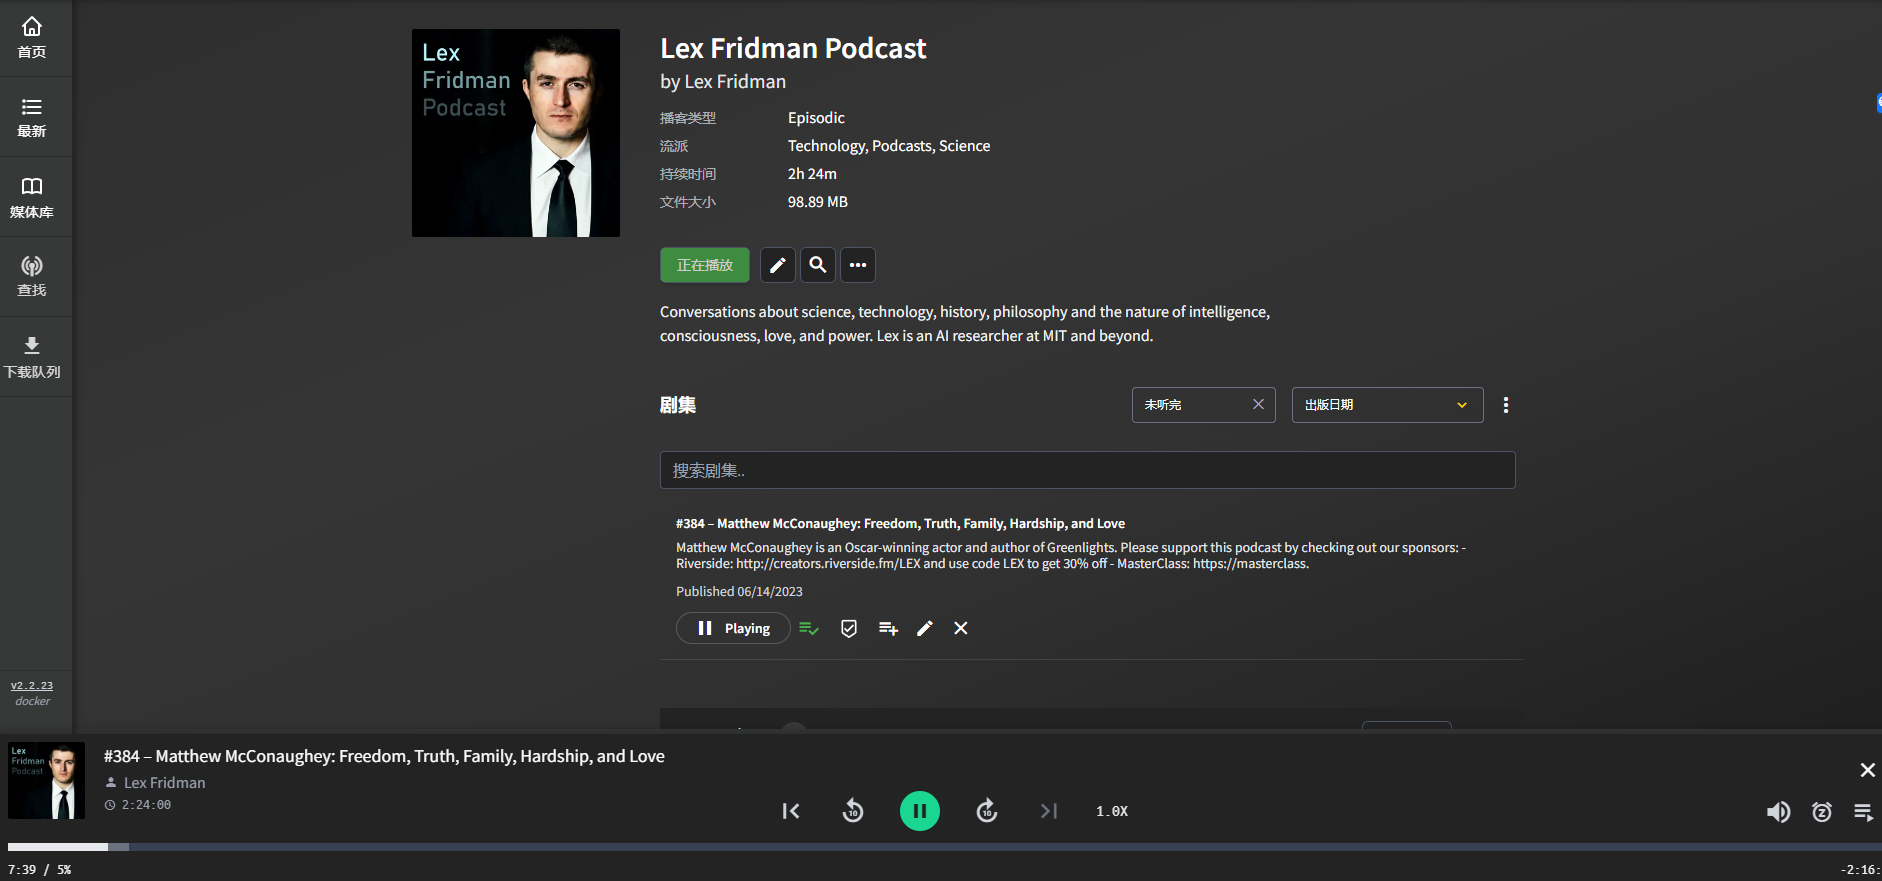 首页
最新
媒体库
查找
下载队列
v2.2.23
docker
Lex
Fridman
Podcast
Lex Fridman Podcast
by Lex Fridman
播客类型 Episodic
流派 Technology, Podcasts, Science
持续时间 2h 24m
文件大小 98.89 MB
正在播放
Conversations about science, technology, history, philosophy and the nature of intelligence,
consciousness, love, and power. Lex is an AI researcher at MIT and beyond.
剧集
未听完
出版日期
搜索剧集..
#384 – Matthew McConaughey: Freedom, Truth, Family, Hardship, and Love
Matthew McConaughey is an Oscar-winning actor and author of Greenlights. Please support this podcast by checking out our sponsors: -
Riverside: http://creators.riverside.fm/LEX and use code LEX to get 30% off - MasterClass: https://masterclass.
Published 06/14/2023
Playing
Lex
Fridman
Podcast
#384 – Matthew McConaughey: Freedom, Truth, Family, Hardship, and Love
Lex Fridman
2:24:00
10
10
1.0X
7:39 / 5%
-2:16: